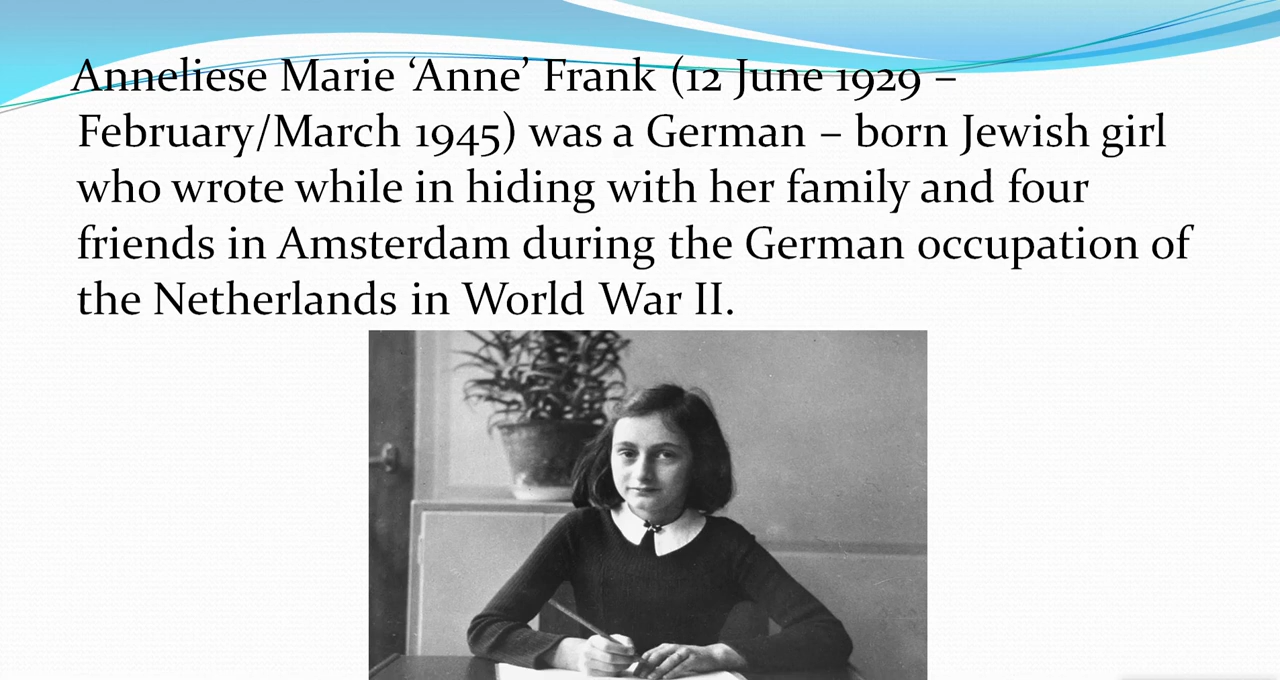 Anneliese Marie ‘Anne’ Frank (12 June 1929 –
February/March 1945) was a German – born Jewish girl
who wrote while in hiding with her family and four
friends in Amsterdam during the German occupation of
the Netherlands in World War II.